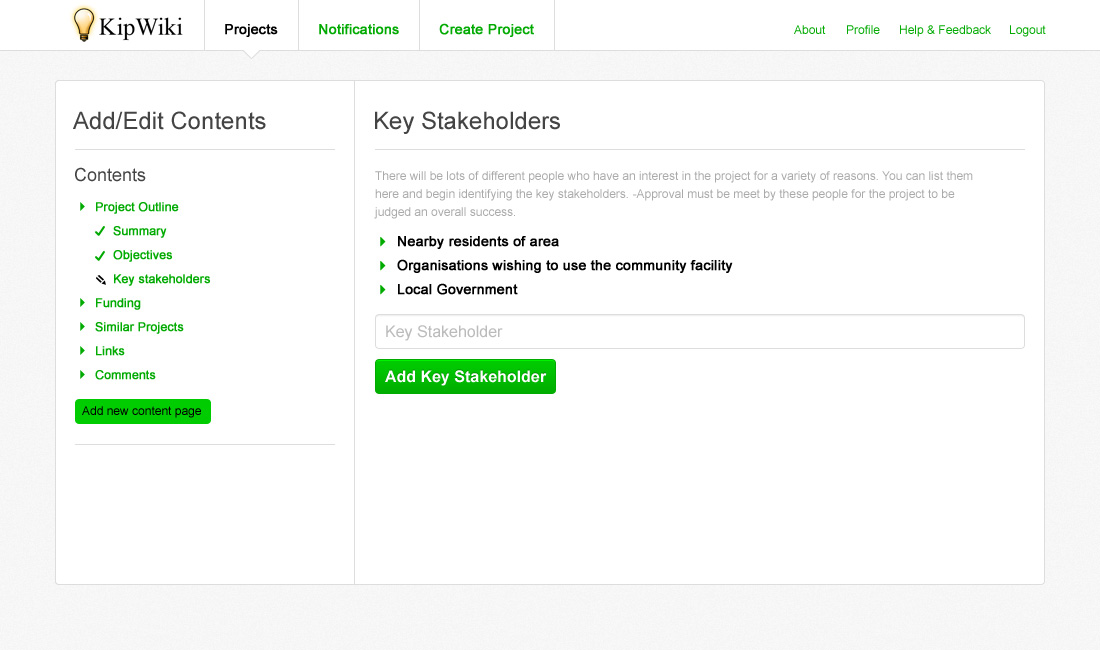 KipWiki
Projects
Notifications
Create Project
About
Profile
Help & Feedback
Logout
Add/Edit Contents
Contents
Project Outline
Summary
Objectives
Key stakeholders
Funding
Similar Projects
Links
Comments
Add new content page
Key Stakeholders
There will be lots of different people who have an interest in the project for a variety of reasons. You can list them
here and begin identifying the key stakeholders. -Approval must be meet by these people for the project to be
judged an overall success.
Nearby residents of area
Organisations wishing to use the community facility
Local Government
Key Stakeholder
Add Key Stakeholder